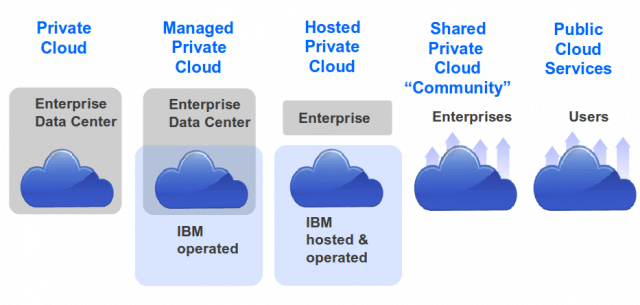 Private
Cloud
Enterprise
Data Center
Managed
Private
Cloud
Enterprise
Data Center
IBM
operated
Hosted
Private
Cloud
Enterprise
IBM
hosted &
operated
Shared
Private
Cloud
“Community”
Enterprises
Public
Cloud
Services
Users